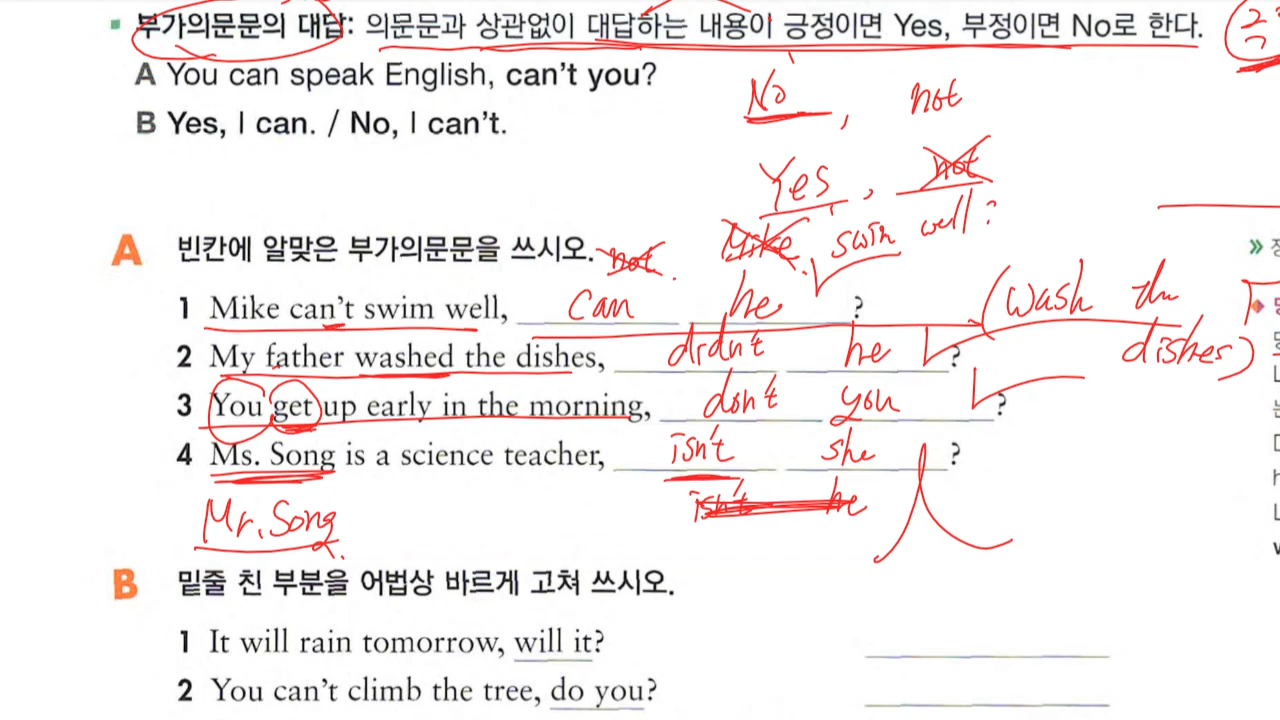 ▪ 부가의문문의 대답: 의문문과 상관없이 대답하는 내용이 긍정이면 Yes, 부정이면 No로 한다.
A You can speak English, can't you?
No, not
B Yes, I can. / No, I can't.
Yes, not
A 빈칸에 알맞은 부가의문문을 쓰시오. not. Mike swim well?
1 Mike can't swim well, can he ? (wash the dishes)
2 My father washed the dishes, didn't he ?
3 You get up early in the morning, don't you ?
4 Ms. Song is a science teacher, isn't she ?
isn't he
Mr. Song
B 밑줄 친 부분을 어법상 바르게 고쳐 쓰시오.
1 It will rain tomorrow, will it?
2 You can't climb the tree, do you?